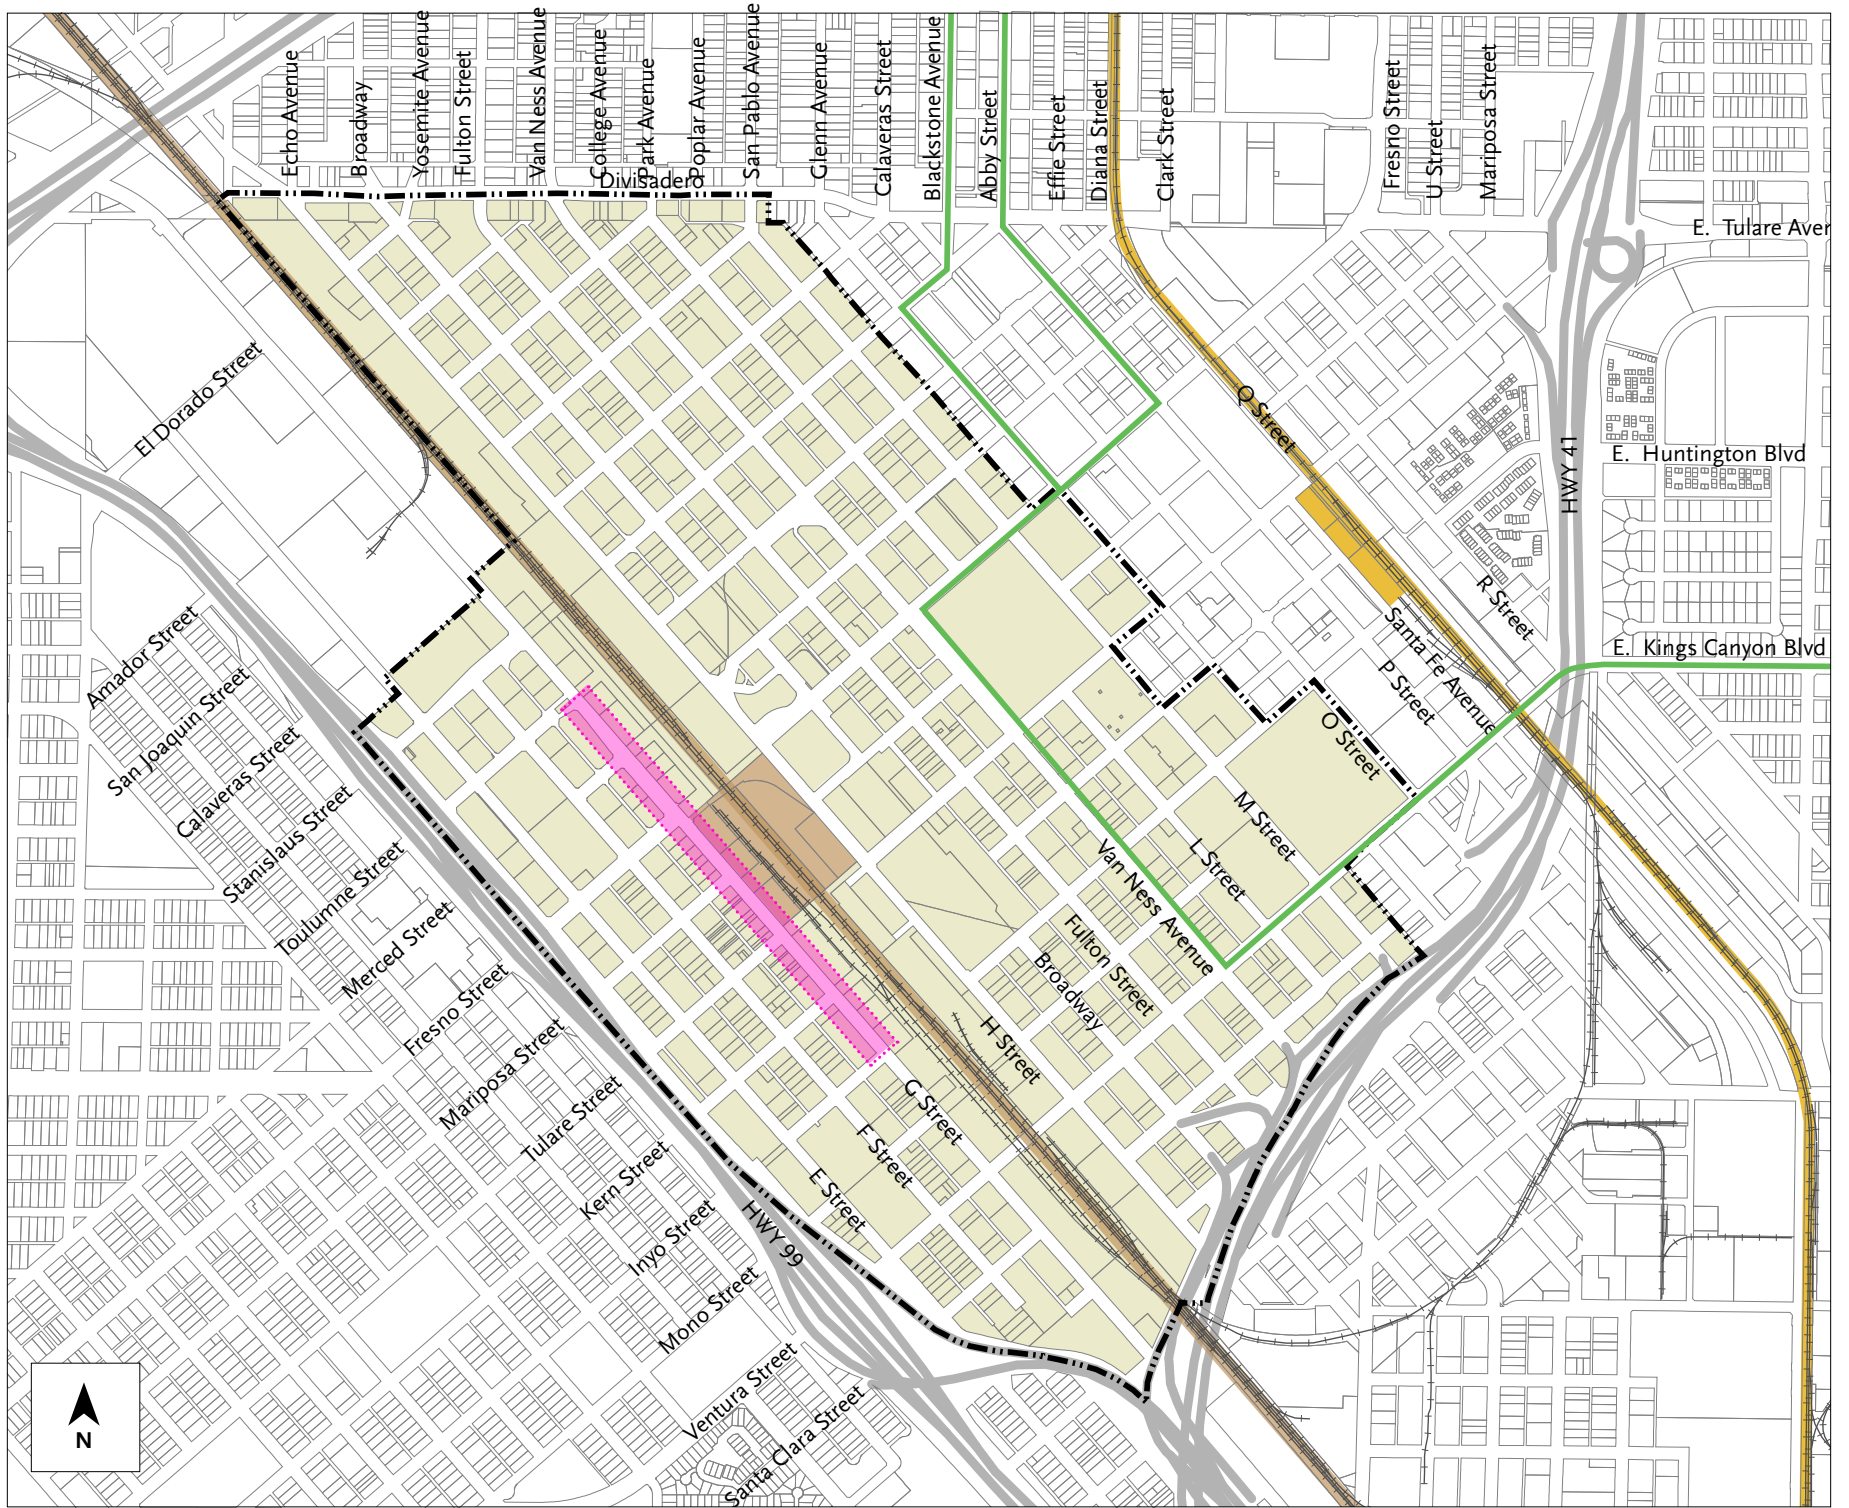 Echo Avenue
Broadway
Yosemite Avenue
Fulton Street
Van Ness Avenue
College Avenue
Park Avenue
Poplar Avenue
San Pablo Avenue
Glenn Avenue
Calaveras Street
Blackstone Avenue
Abby Street
Effie Street
Diana Street
Clark Street
Fresno Street
U Street
Mariposa Street
Divisadero
E. Tulare Aven
El Dorado Street
Q Street
HWY 41
E. Huntington Blvd
R Street
Santa Fe Avenue
E. Kings Canyon Blvd
P Street
O Street
Amador Street
San Joaquin Street
Calaveras Street
Stanislaus Street
Toulumne Street
Merced Street
Fresno Street
Mariposa Street
Tulare Street
Kern Street
Inyo Street
Mono Street
Ventura Street
Santa Clara Street
M Street
L Street
Van Ness Avenue
Fulton Street
Broadway
H Street
G Street
F Street
E Street
HWY 99
N